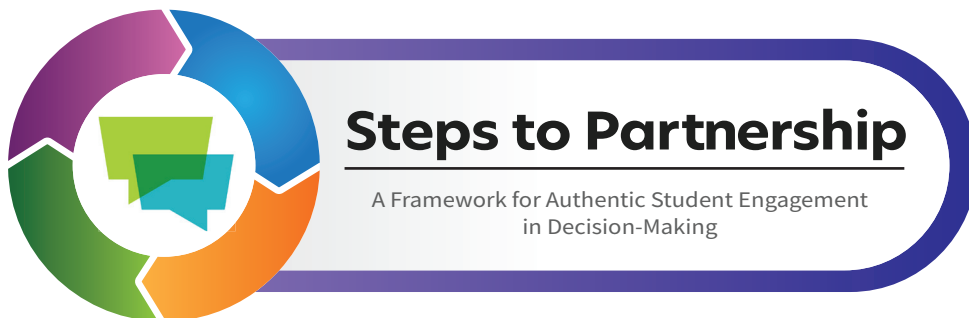 Steps to Partnership
A Framework for Authentic Student Engagement
in Decision-Making